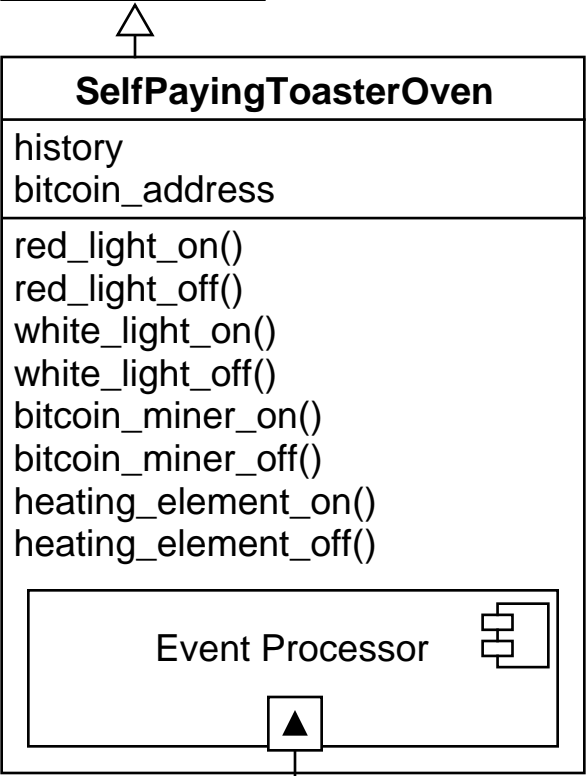 SelfPayingToasterOven
history
bitcoin_address
red_light_on()
red_light_off()
white_light_on()
white_light_off()
bitcoin_miner_on()
bitcoin_miner_off()
heating_element_on()
heating_element_off()
Event Processor